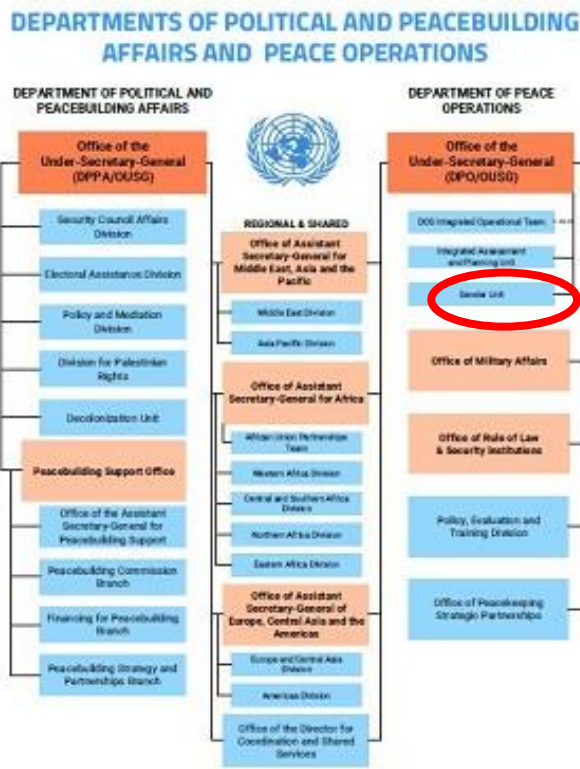 DEPARTMENTS OF POLITICAL AND PEACEBUILDING
AFFAIRS AND PEACE OPERATIONS
DEPARTMENT OF POLITICAL AND
PEACEBUILDING AFFAIRS
Office of the
Under-Secretary-General
(DPPA/OUSG)
Security Council Affairs
Division
Electoral Assistance Division
Policy and Mediation
Division
Division for Palestinian
Rights
Decolonization Unit
Peacebuilding Support Office
Office of the Assistant
Secretary-General for
Peacebuilding Support
Peacebuilding Commission
Branch
Financing for Peacebuilding
Branch
Peacebuilding Strategy and
Partnerships Branch
REGIONAL & SHARED
Office of Assistant
Secretary-General for
Middle East, Asia and the
Pacific
Middle East Division
Asia Pacific Division
Office of Assistant
Secretary-General for Africa
African Union Partnerships
Team
Western Africa Division
Central and Southern Africa
Division
Northern Africa Division
Eastern Africa Division
Office of Assistant
Secretary-General of
Europe, Central Asia and the
Americas
Europe and Central Asia
Division
Americas Division
Office of the Director for
Coordination and Shared
Services
DEPARTMENT OF PEACE
OPERATIONS
Office of the
Under-Secretary-General
(DPO/OUSG)
DOS Integrated Operational Team
Integrated Assessment
and Planning Unit
Gender Unit
Office of Military Affairs
Office of Rule of Law
& Security Institutions
Policy, Evaluation and
Training Division
Office of Peacekeeping
Strategic Partnerships